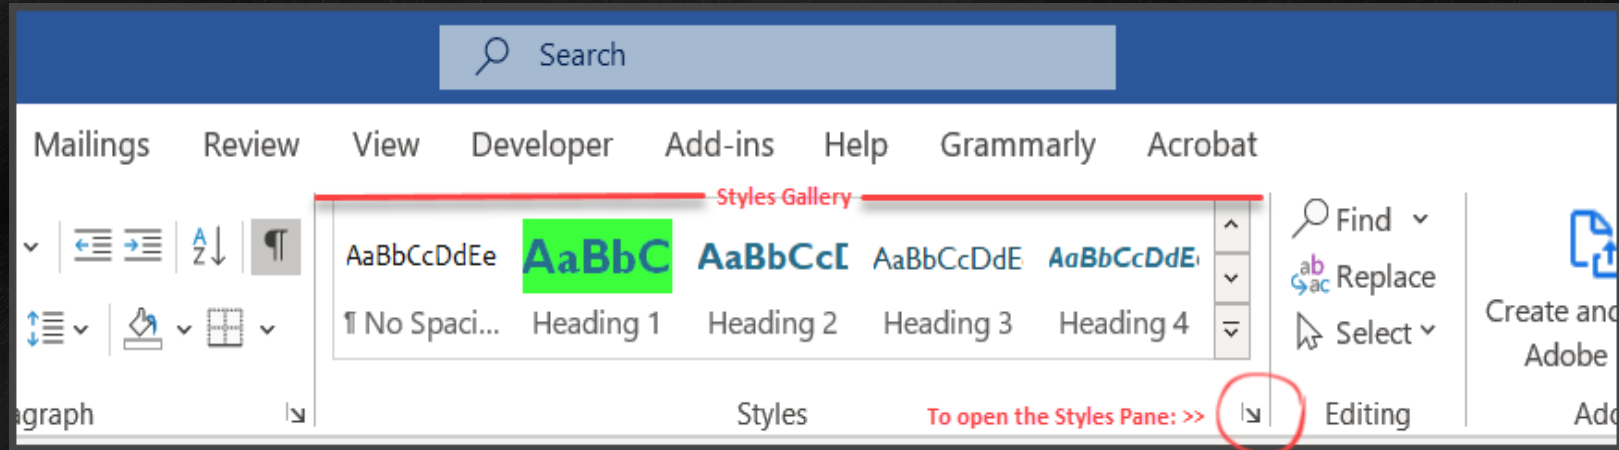 Search
Mailings Review View Developer Add-ins Help Grammarly Acrobat
Styles Gallery
AaBbCcDdEe AaBbC AaBbCcD AaBbCcDdE AaBbCcDdE
¶ No Spaci... Heading 1 Heading 2 Heading 3 Heading 4
Find
Replace
Select
Create and
Adobe
agraph
Styles
To open the Styles Pane: >>
Editing
Add